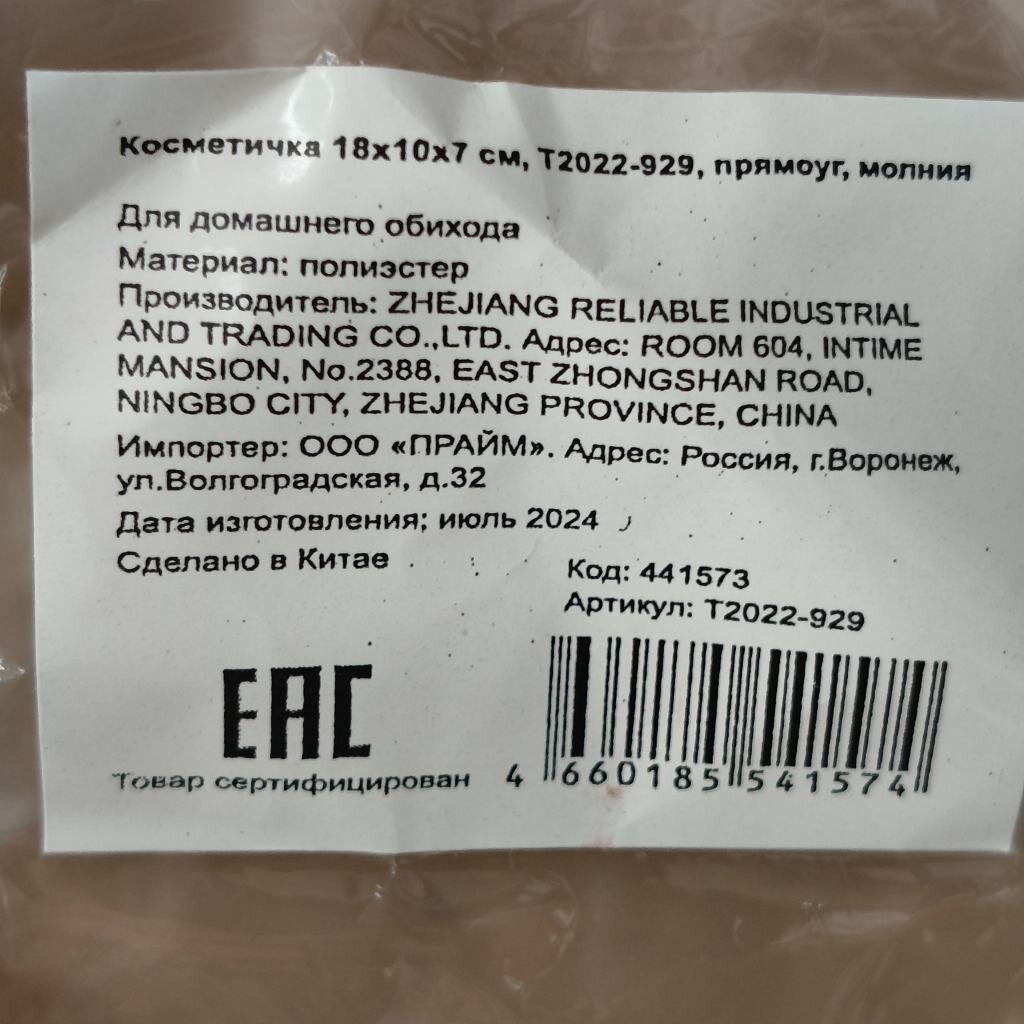 Косметичка 18x10x7 см, Т2022-929, прямоуг, молния
Для домашнего обихода
Материал: полиэстер
Производитель: ZHEJIANG RELIABLE INDUSTRIAL
AND TRADING CO.,LTD. Адрес: ROOM 604, INTIME
MANSION, No.2388, EAST ZHONGSHAN ROAD,
NINGBO CITY, ZHEJIANG PROVINCE, CHINA
Импортер: ООО «ПРАЙМ». Адрес: Россия, г.Воронеж,
ул.Волгоградская, д.32
Дата изготовления; июль 2024
Сделано в Китае
Код: 441573
Артикул: Т2022-929
EAC
Товар сертифицирован
4 660185 541574